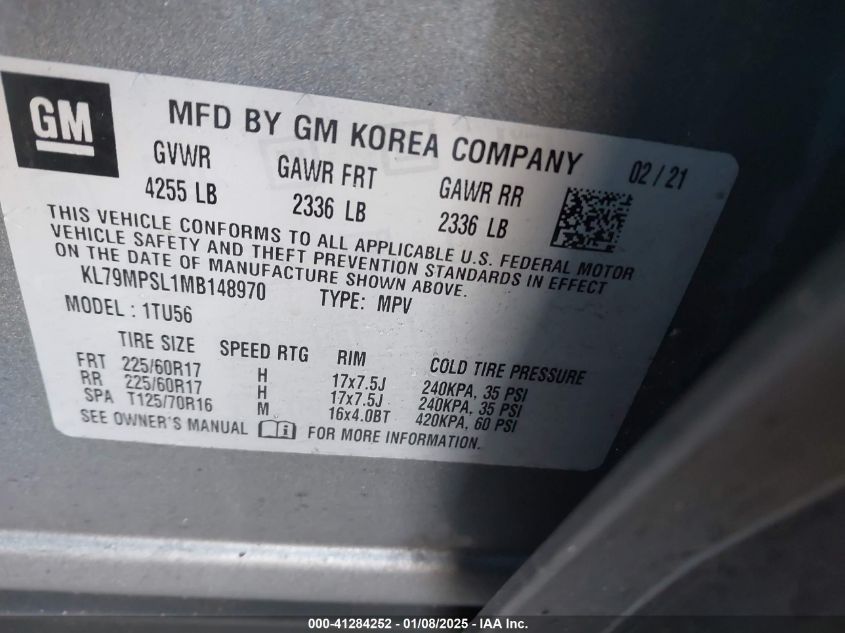 GM
MFD BY GM KOREA COMPANY 02 / 21
GVWR GAWR FRT GAWR RR
4255 LB 2336 LB 2336 LB
THIS VEHICLE CONFORMS TO ALL APPLICABLE U.S. FEDERAL MOTOR
VEHICLE SAFETY AND THEFT PREVENTION STANDARDS IN EFFECT
ON THE DATE OF MANUFACTURE SHOWN ABOVE.
KL79MPSL1MB148970 TYPE: MPV
MODEL : 1TU56
TIRE SIZE SPEED RTG RIM COLD TIRE PRESSURE
FRT 225/60R17 H 17x7.5J 240KPA, 35 PSI
RR 225/60R17 H 17x7.5J 240KPA, 35 PSI
SPA T125/70R16 M 16x4.0BT 420KPA, 60 PSI
SEE OWNER'S MANUAL FOR MORE INFORMATION.
000-41284252 - 01/08/2025 - IAA Inc.